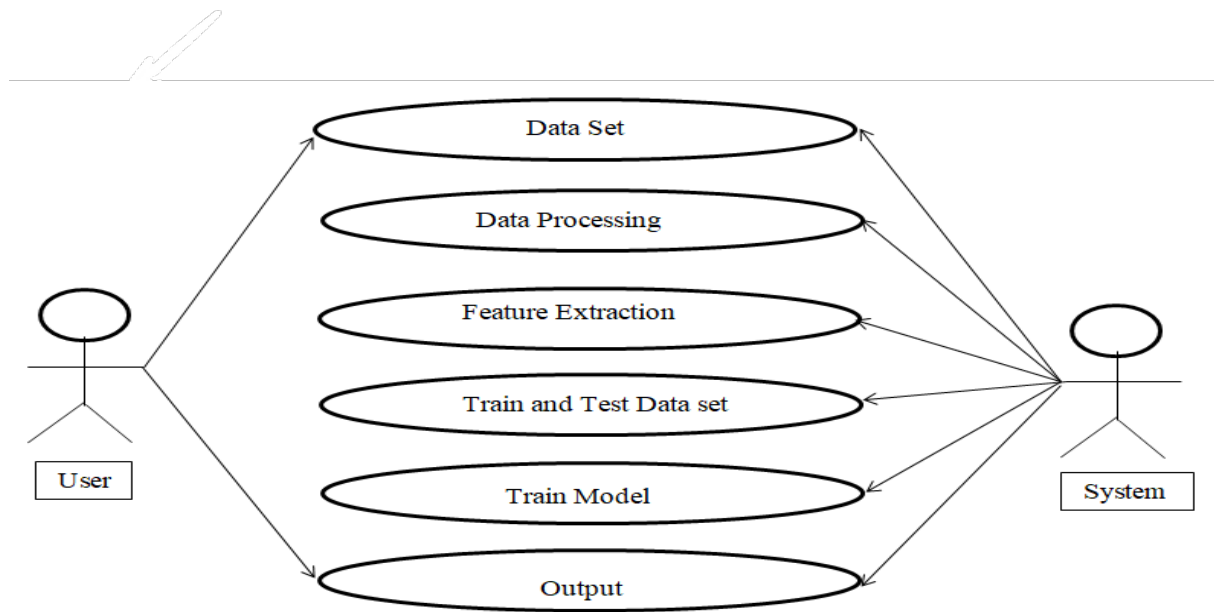 Data Set
Data Processing
Feature Extraction
Train and Test Data set
Train Model
Output
User
System